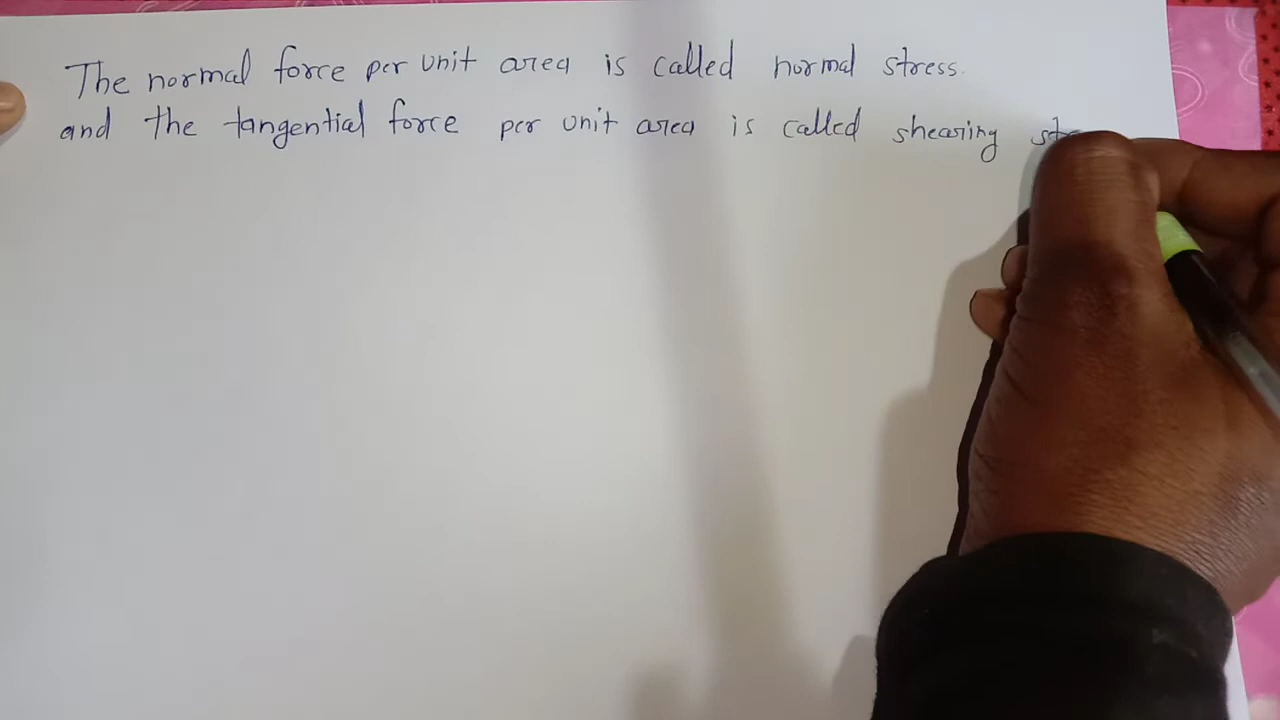 The normal force per unit area is called normal stress.
and the tangential force per unit area is called shearing